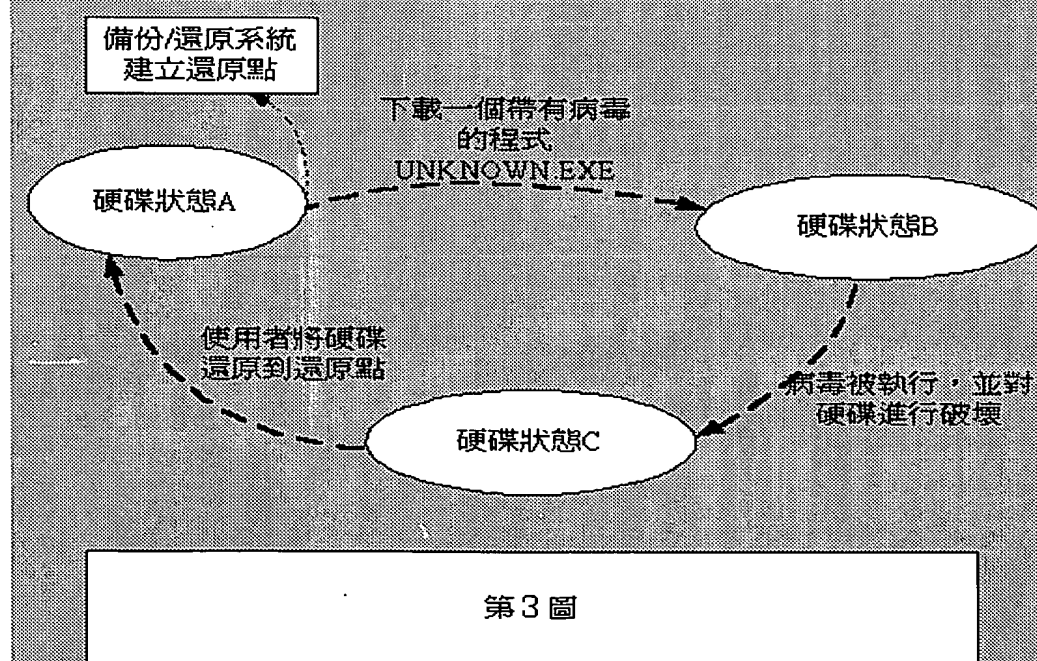 備份/還原系統
建立還原點
下載一個帶有病毒
的程式
UNKNOWN.EXE
硬碟狀態A
硬碟狀態B
使用者將硬碟
還原到還原點
病毒被執行，並對
硬碟進行破壞
硬碟狀態C
第3圖